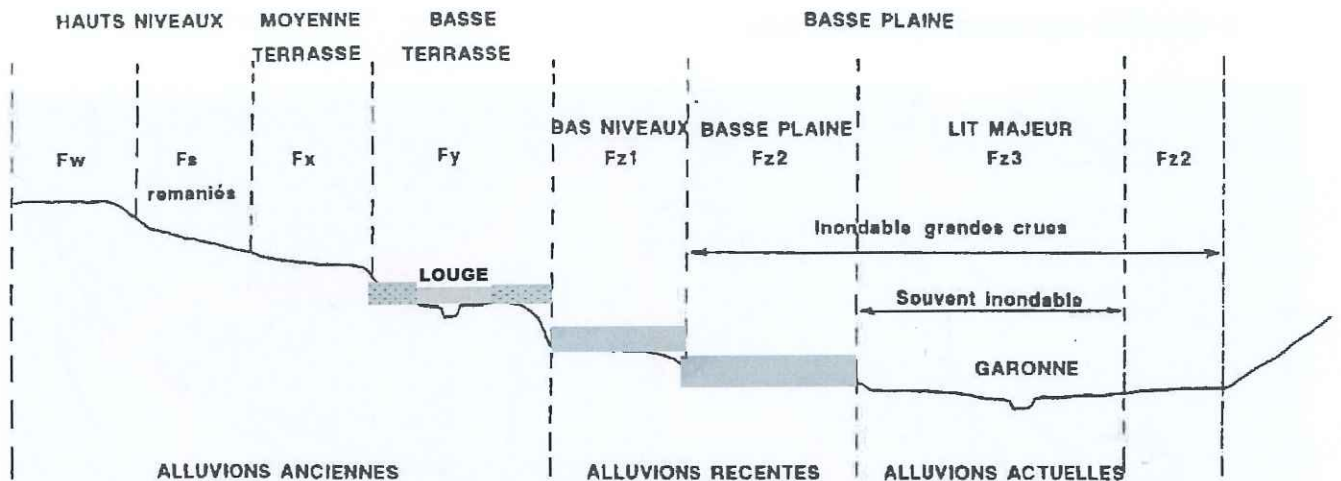 HAUTS NIVEAUX
MOYENNE TERRASSE
BASSE TERRASSE
BASSE PLAINE
Fw
Fs
remaniés
Fx
Fy
BAS NIVEAUX
Fz1
BASSE PLAINE
Fz2
LIT MAJEUR
Fz3
Fz2
Inondable grandes crues
LOUGE
Souvent inondable
GARONNE
ALLUVIONS ANCIENNES
ALLUVIONS RECENTES
ALLUVIONS ACTUELLES